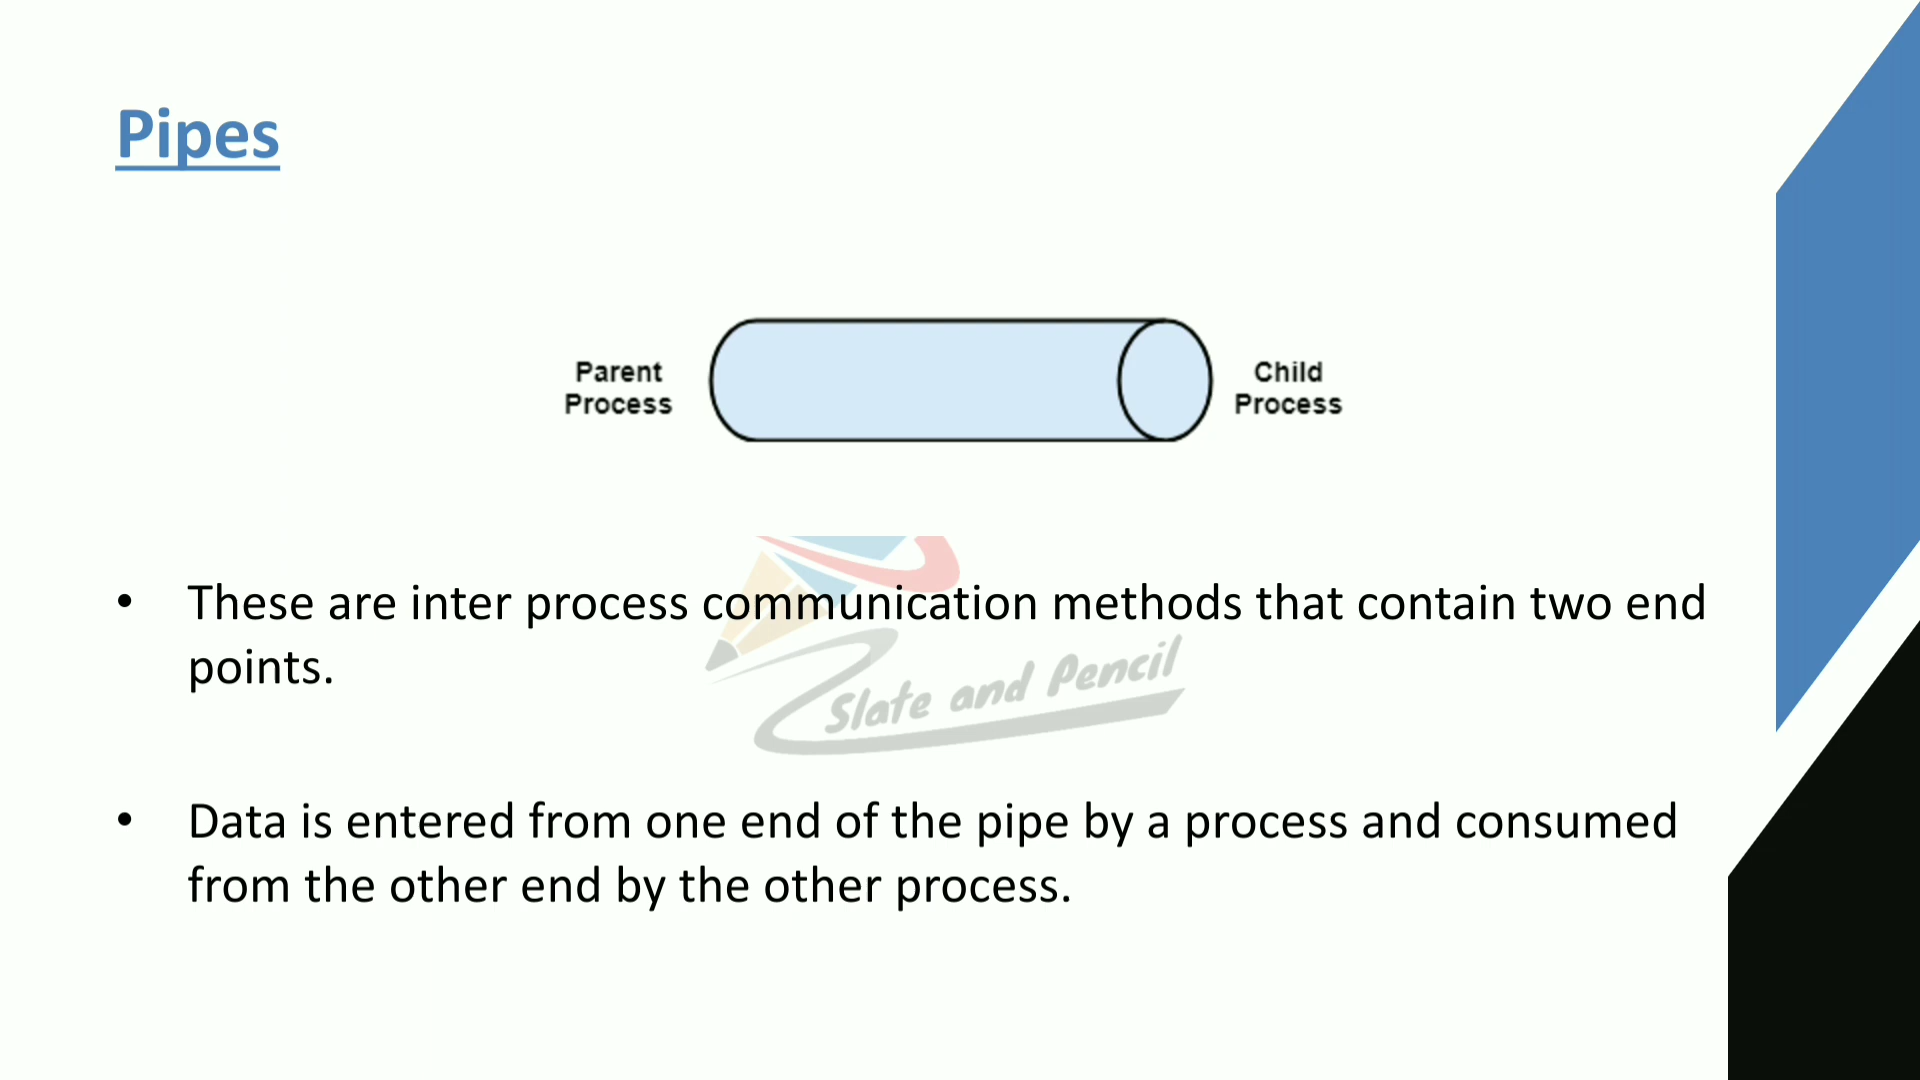 Pipes
Parent
Process
Child
Process
• These are inter process communication methods that contain two end
points.
Slate and Pencil
• Data is entered from one end of the pipe by a process and consumed
from the other end by the other process.